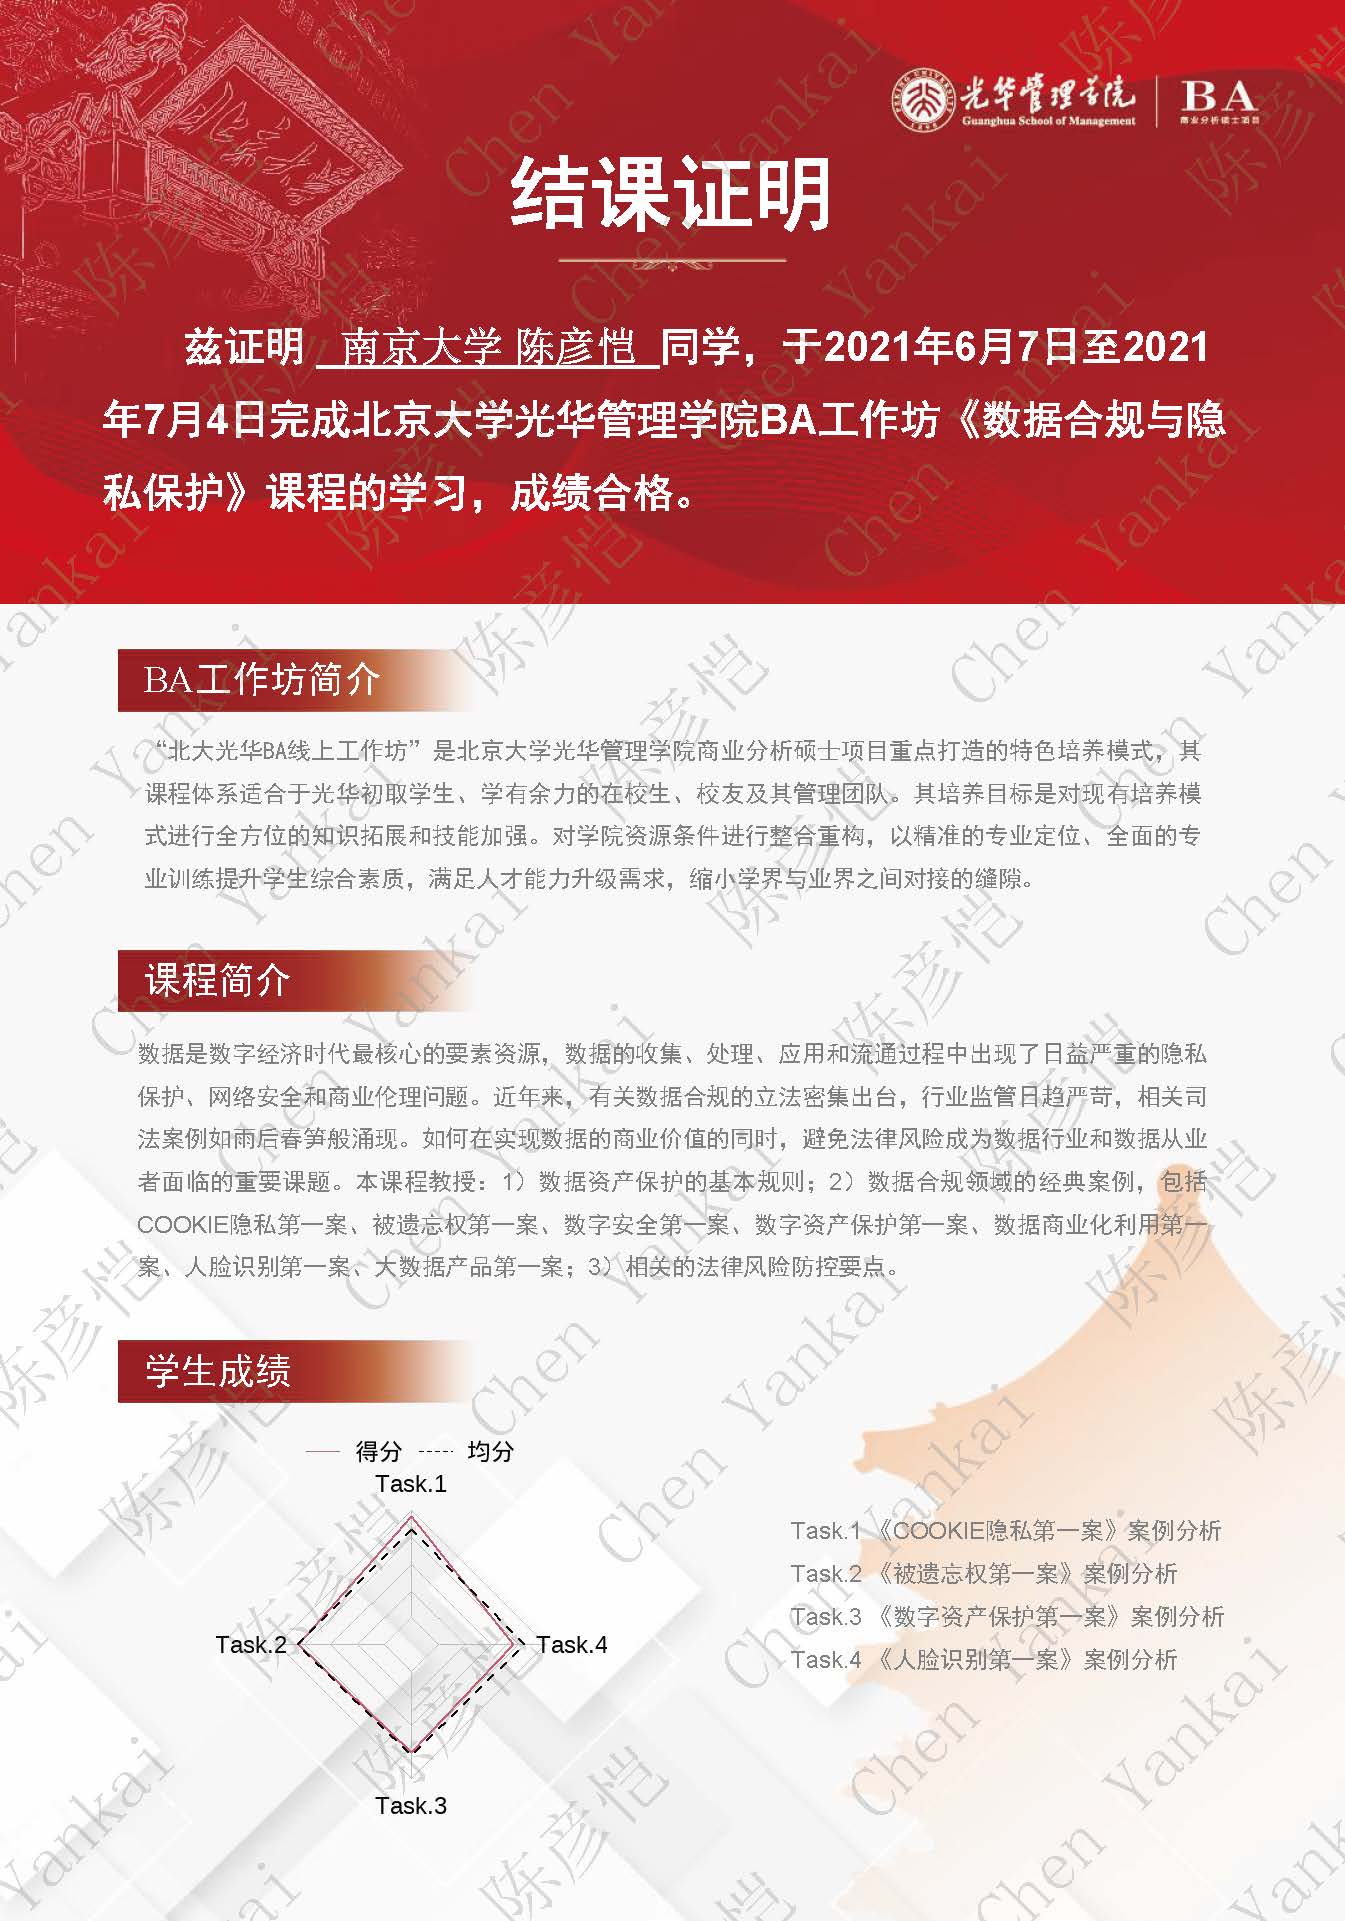 光华管理学院
Guanghua School of Management
BA
商业分析硕士项目
结课证明
兹证明 南京大学 陈彦恺 同学，于2021年6月7日至2021
年7月4日完成北京大学光华管理学院BA工作坊《数据合规与隐
私保护》课程的学习，成绩合格。
BA工作坊简介
“北大光华BA线上工作坊”是北京大学光华管理学院商业分析硕士项目重点打造的特色培养模式，其
课程体系适合于光华初取学生、学有余力的在校生、校友及其管理团队。其培养目标是对现有培养模
式进行全方位的知识拓展和技能加强。对学院资源条件进行整合重构，以精准的专业定位、全面的专
业训练提升学生综合素质，满足人才能力升级需求，缩小学界与业界之间对接的缝隙。
课程简介
数据是数字经济时代最核心的要素资源，数据的收集、处理、应用和流通过程中出现了日益严重的隐私
保护、网络安全和商业伦理问题。近年来，有关数据合规的立法密集出台，行业监管日趋严苛，相关司
法案例如雨后春笋般涌现。如何在实现数据的商业价值的同时，避免法律风险成为数据行业和数据从业
者面临的重要课题。本课程教授：1）数据资产保护的基本规则；2）数据合规领域的经典案例，包括
COOKIE隐私第一案、被遗忘权第一案、数字安全第一案、数字资产保护第一案、数据商业化利用第一
案、人脸识别第一案、大数据产品第一案；3）相关的法律风险防控要点。
学生成绩
得分 均分
Task.1
Task.2
Task.4
Task.3
Task.1 《COOKIE隐私第一案》案例分析
Task.2 《被遗忘权第一案》案例分析
Task.3 《数字资产保护第一案》案例分析
Task.4 《人脸识别第一案》案例分析
陈彦恺
Chen Yankai